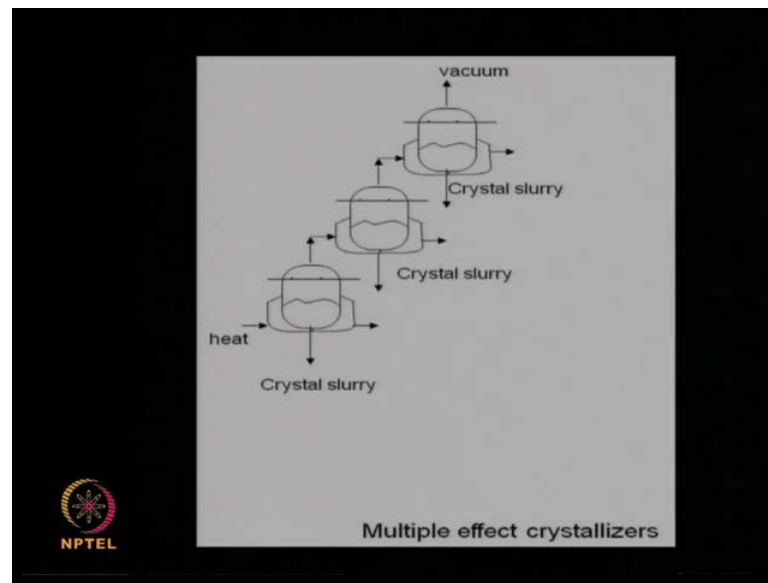 vacuum
Crystal slurry
Crystal slurry
heat
Crystal slurry
Multiple effect crystallizers
NPTEL